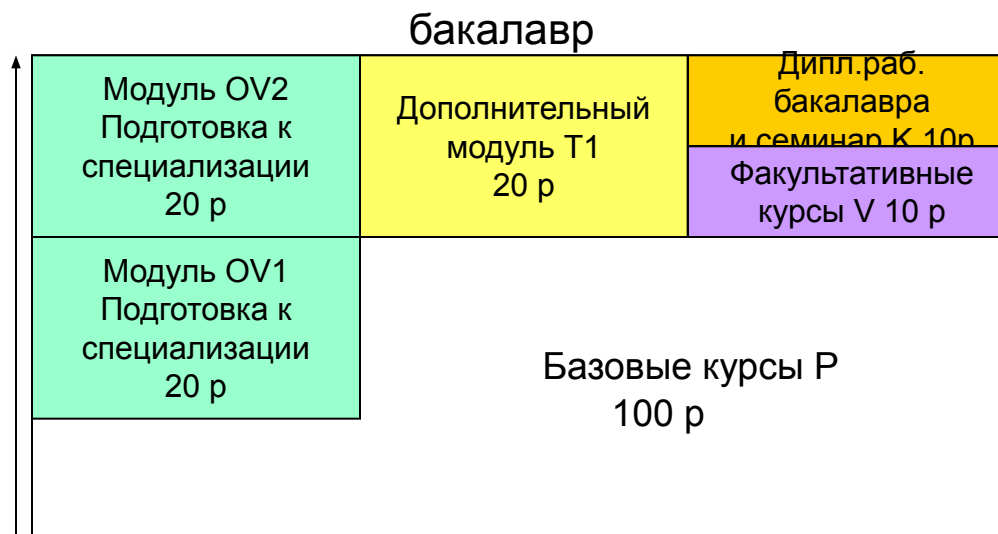 бакалавр
Модуль OV2
Подготовка к
специализации
20 р
Дополнительный
модуль T1
20 р
Дипл.раб.
бакалавра
и семинар K 10р
Факультативные
курсы V 10 р
Модуль OV1
Подготовка к
специализации
20 р
Базовые курсы P
100 р